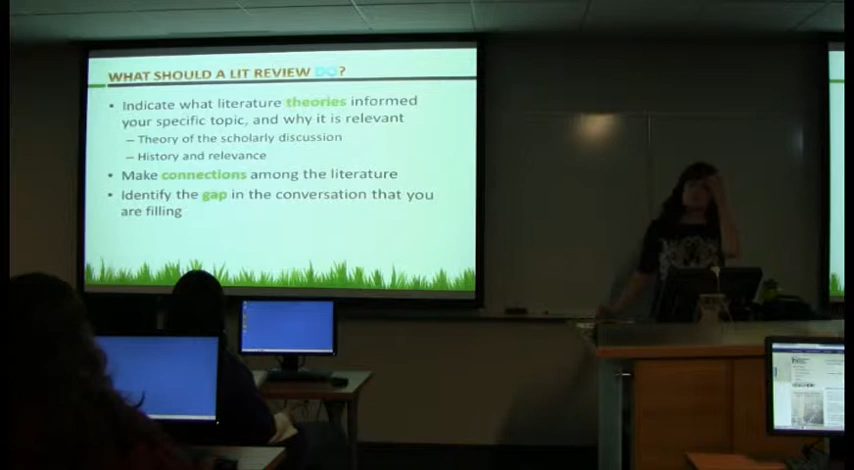 WHAT SHOULD A LIT REVIEW DO?
• Indicate what literature theories informed
your specific topic, and why it is relevant
– Theory of the scholarly discussion
– History and relevance
• Make connections among the literature
• Identify the gap in the conversation that you
are filling